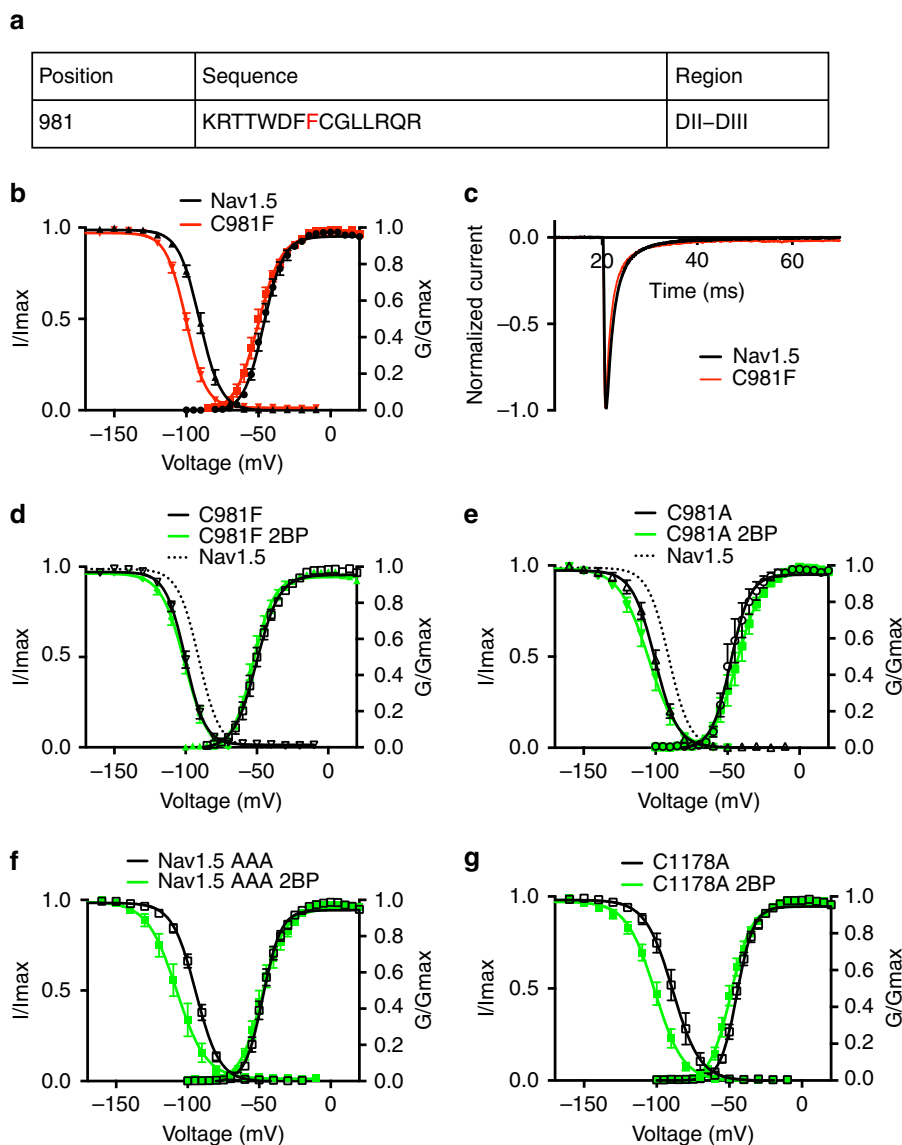 a
Position Sequence Region
981 KRTTWDFFCGLLRQR DII–DIII
b
Nav1.5
C981F
1.0
0.5
0.0
I/Imax
1.0
0.8
0.6
0.4
0.2
0.0
G/Gmax
−150 −100 −50 0
Voltage (mV)
c
0.0
−0.5
−1.0
Normalized current
20 40 60
Time (ms)
Nav1.5
C981F
d
C981F
C981F 2BP
Nav1.5
1.0
0.5
0.0
I/Imax
1.0
0.8
0.6
0.4
0.2
0.0
G/Gmax
−150 −100 −50 0
Voltage (mV)
e
C981A
C981A 2BP
Nav1.5
1.0
0.5
0.0
I/Imax
1.0
0.8
0.6
0.4
0.2
0.0
G/Gmax
−150 −100 −50 0
Voltage (mV)
f
Nav1.5 AAA
Nav1.5 AAA 2BP
1.0
0.5
0.0
I/Imax
1.0
0.8
0.6
0.4
0.2
0.0
G/Gmax
−150 −100 −50 0
Voltage (mV)
g
C1178A
C1178A 2BP
1.0
0.5
0.0
I/Imax
1.0
0.8
0.6
0.4
0.2
0.0
G/Gmax
−150 −100 −50 0
Voltage (mV)